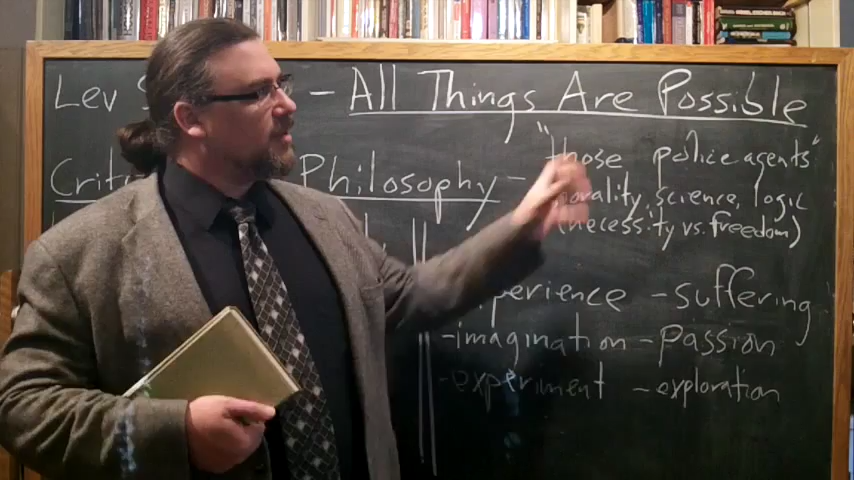 Lev - All Things Are Possible
"those police agents"
Philosophy - morality, science, logic
(necessity vs. freedom)
experience - suffering
-imagination - passion
-experiment - exploration